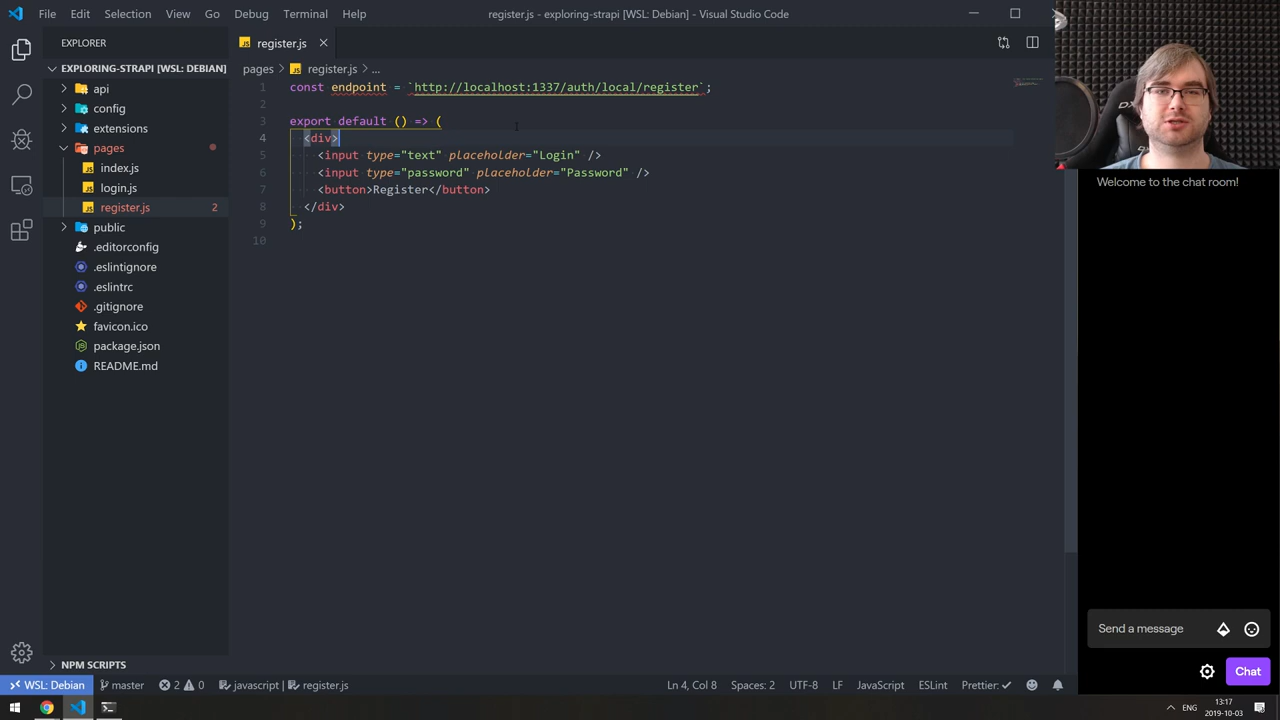 File Edit Selection View Go Debug Terminal Help
register.js - exploring-strapi [WSL: Debian] - Visual Studio Code
EXPLORER
EXPLORING-STRAPI [WSL: DEBIAN]
api
config
extensions
pages
index.js
login.js
register.js 2
public
.editorconfig
.eslintignore
.eslintrc
.gitignore
favicon.ico
package.json
README.md
NPM SCRIPTS
register.js
pages > register.js > ...
1 const endpoint = `http://localhost:1337/auth/local/register`;
2
3 export default () => (
4 <div>
5 <input type="text" placeholder="Login" />
6 <input type="password" placeholder="Password" />
7 <button>Register</button>
8 </div>
9 );
10
DX
Welcome to the chat room!
Send a message
Chat
WSL: Debian master 2 0 javascript | register.js
Ln 4, Col 8 Spaces: 2 UTF-8 LF JavaScript ESLint Prettier: ✓
ENG
13:17
2019-10-03